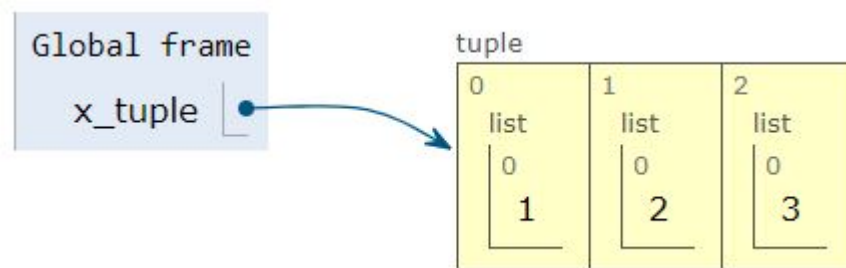 Global frame
x_tuple
tuple
0 1 2
list list list
0 0 0
1 2 3